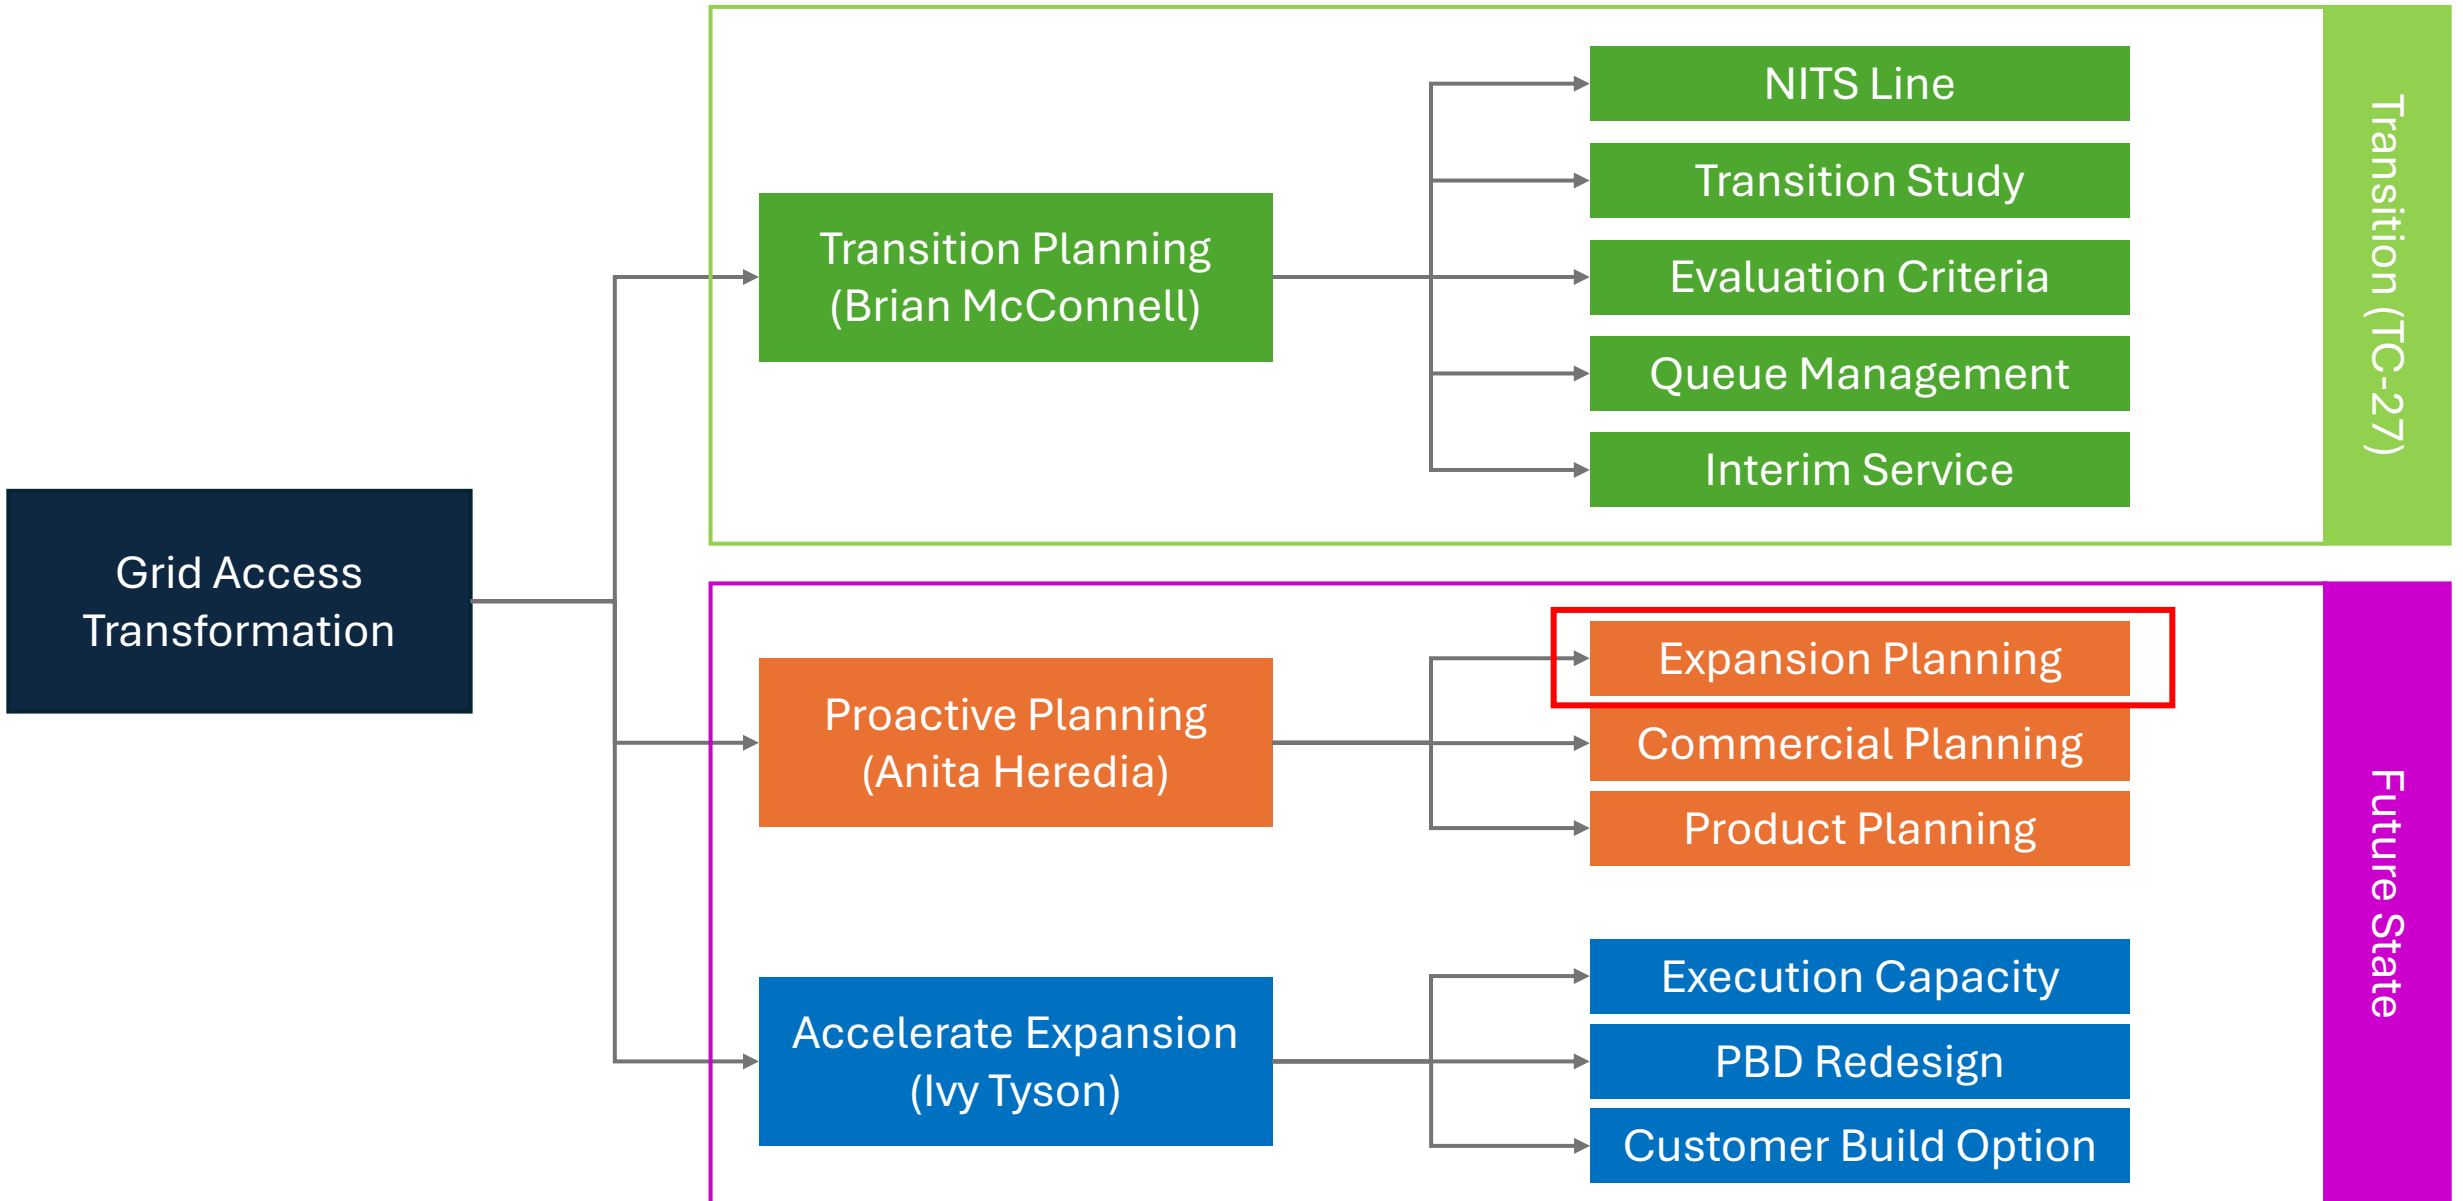 Grid Access
Transformation
Transition Planning
(Brian McConnell)
NITS Line
Transition Study
Evaluation Criteria
Queue Management
Interim Service
Transition (TC-27)
Proactive Planning
(Anita Heredia)
Expansion Planning
Commercial Planning
Product Planning
Accelerate Expansion
(Ivy Tyson)
Execution Capacity
PBD Redesign
Customer Build Option
Future State